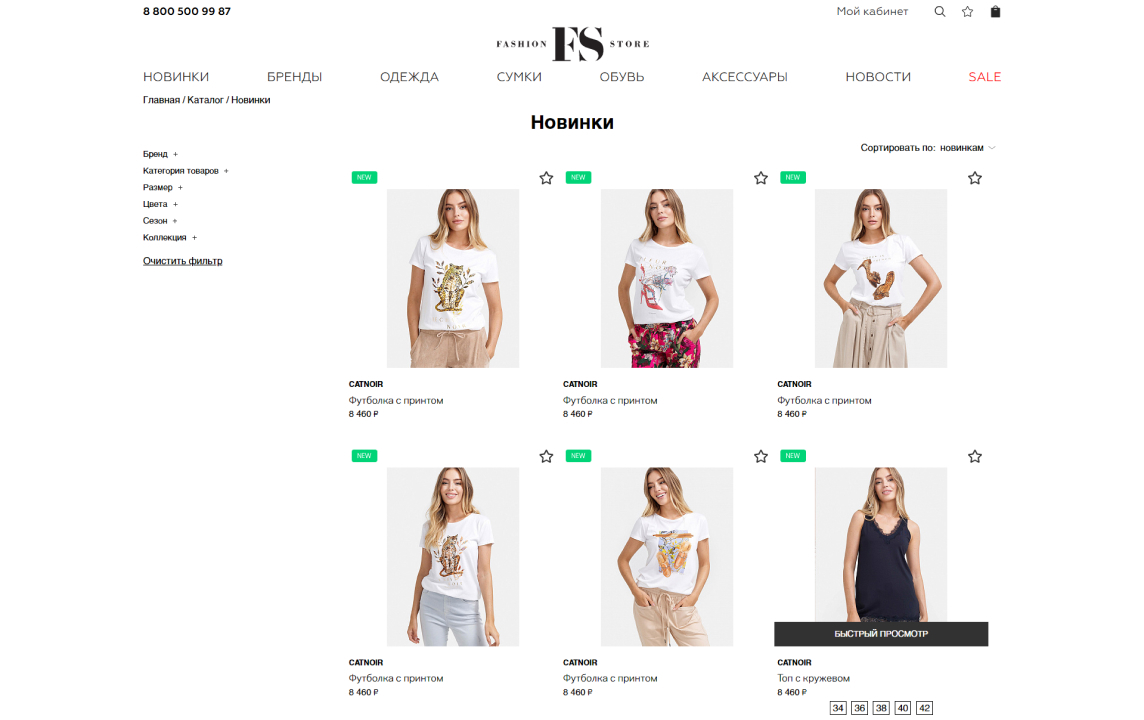 8 800 500 99 87
Мой кабинет
FASHION FS STORE
НОВИНКИ БРЕНДЫ ОДЕЖДА СУМКИ ОБУВЬ АКСЕССУАРЫ НОВОСТИ SALE
Главная / Каталог / Новинки
Новинки
Сортировать по: новинкам
Бренд +
Категория товаров +
Размер +
Цвета +
Сезон +
Коллекция +
Очистить фильтр
NEW NEW NEW
CATNOIR CATNOIR CATNOIR
Футболка с принтом Футболка с принтом Футболка с принтом
8 460 ₽ 8 460 ₽ 8 460 ₽
NEW NEW NEW
БЫСТРЫЙ ПРОСМОТР
CATNOIR CATNOIR CATNOIR
Футболка с принтом Футболка с принтом Топ с кружевом
8 460 ₽ 8 460 ₽ 8 460 ₽
34 36 38 40 42